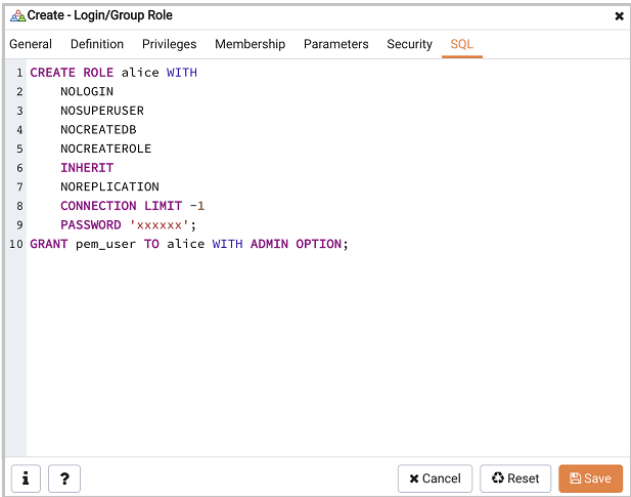 Create - Login/Group Role
General Definition Privileges Membership Parameters Security SQL
1 CREATE ROLE alice WITH
2 NOLOGIN
3 NOSUPERUSER
4 NOCREATEDB
5 NOCREATEROLE
6 INHERIT
7 NOREPLICATION
8 CONNECTION LIMIT -1
9 PASSWORD 'xxxxxx';
10 GRANT pem_user TO alice WITH ADMIN OPTION;
i ? Cancel Reset Save